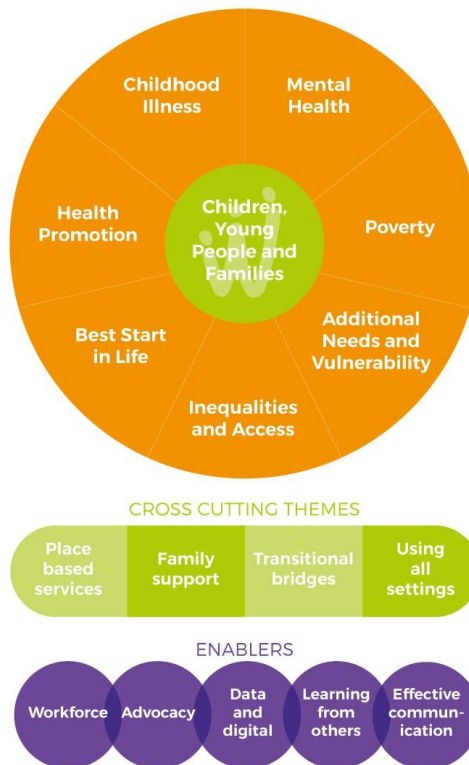 Childhood
Illness
Mental
Health
Health
Promotion
Children,
Young
People and
Families
Poverty
Best Start
in Life
Additional
Needs and
Vulnerability
Inequalities
and Access
CROSS CUTTING THEMES
Place
based
services
Family
support
Transitional
bridges
Using
all
settings
ENABLERS
Workforce
Advocacy
Data
and
digital
Learning
from
others
Effective
commun-
ication